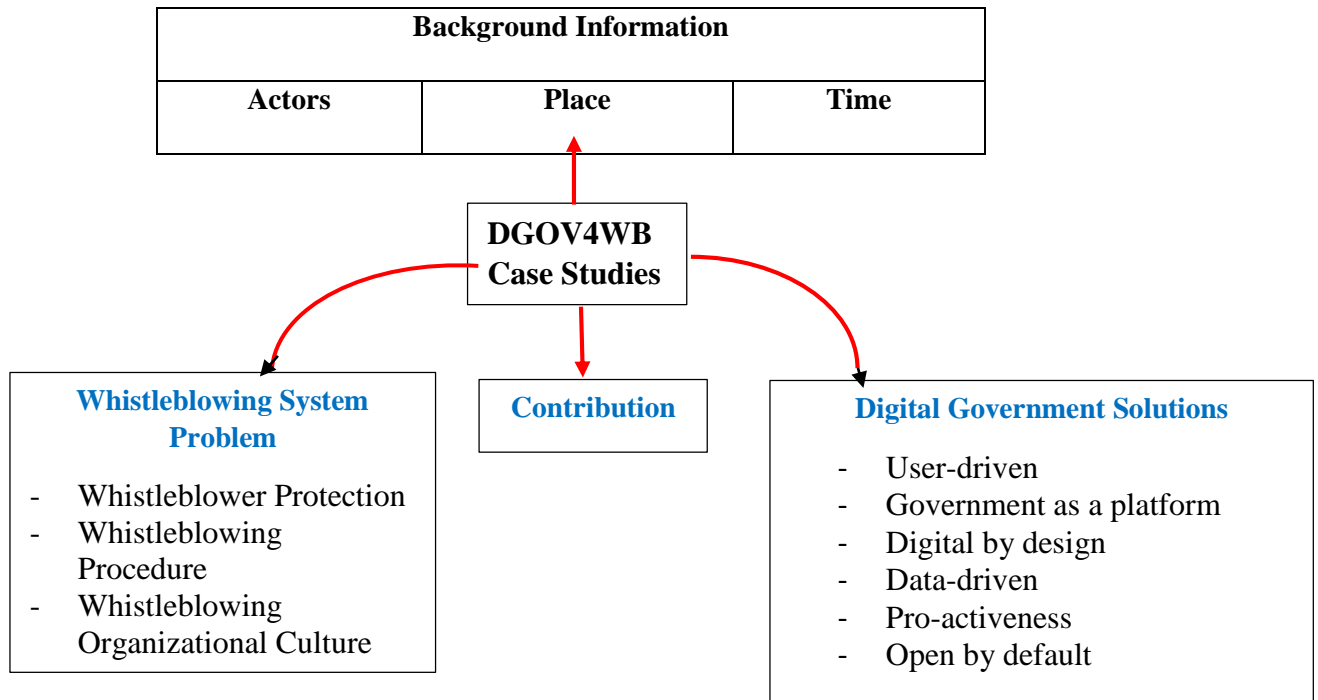 Background Information
Actors
Place
Time
DGOV4WB
Case Studies
Whistleblowing System
Problem
- Whistleblower Protection
- Whistleblowing
Procedure
- Whistleblowing
Organizational Culture
Contribution
Digital Government Solutions
- User-driven
- Government as a platform
- Digital by design
- Data-driven
- Pro-activeness
- Open by default